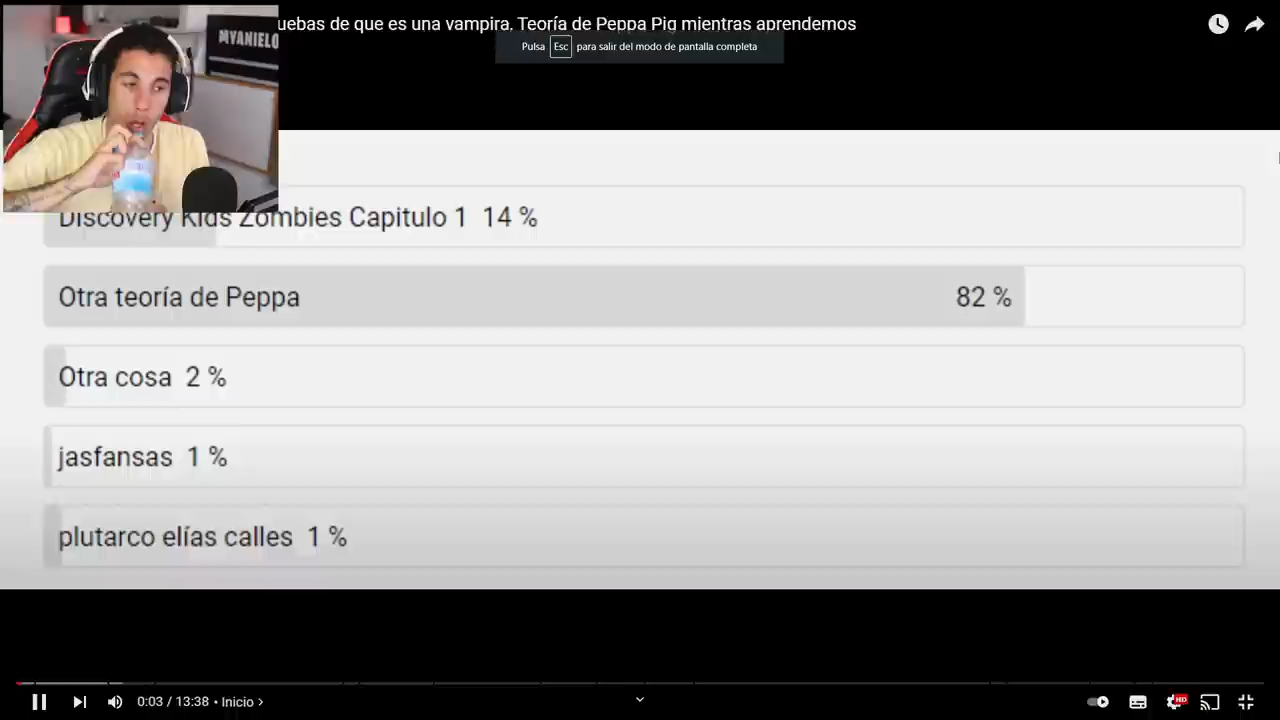 uebas de que es una vampira. Teoría de Peppa Pig mientras aprendemos
Pulsa Esc para salir del modo de pantalla completa
MYANIELO
Discovery Kids Zombies Capitulo 1 14 %
Otra teoría de Peppa 82 %
Otra cosa 2 %
jasfansas 1 %
plutarco elías calles 1 %
0:03 / 13:38 • Inicio >
HD